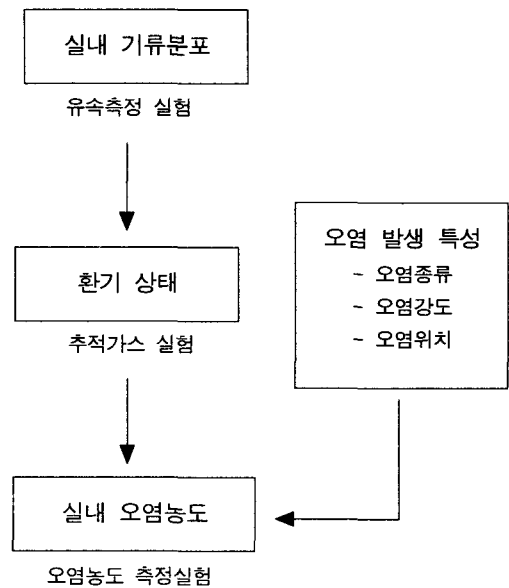 실내 기류분포
유속측정 실험
환기 상태
추적가스 실험
오염 발생 특성
- 오염종류
- 오염강도
- 오염위치
실내 오염농도
오염농도 측정실험